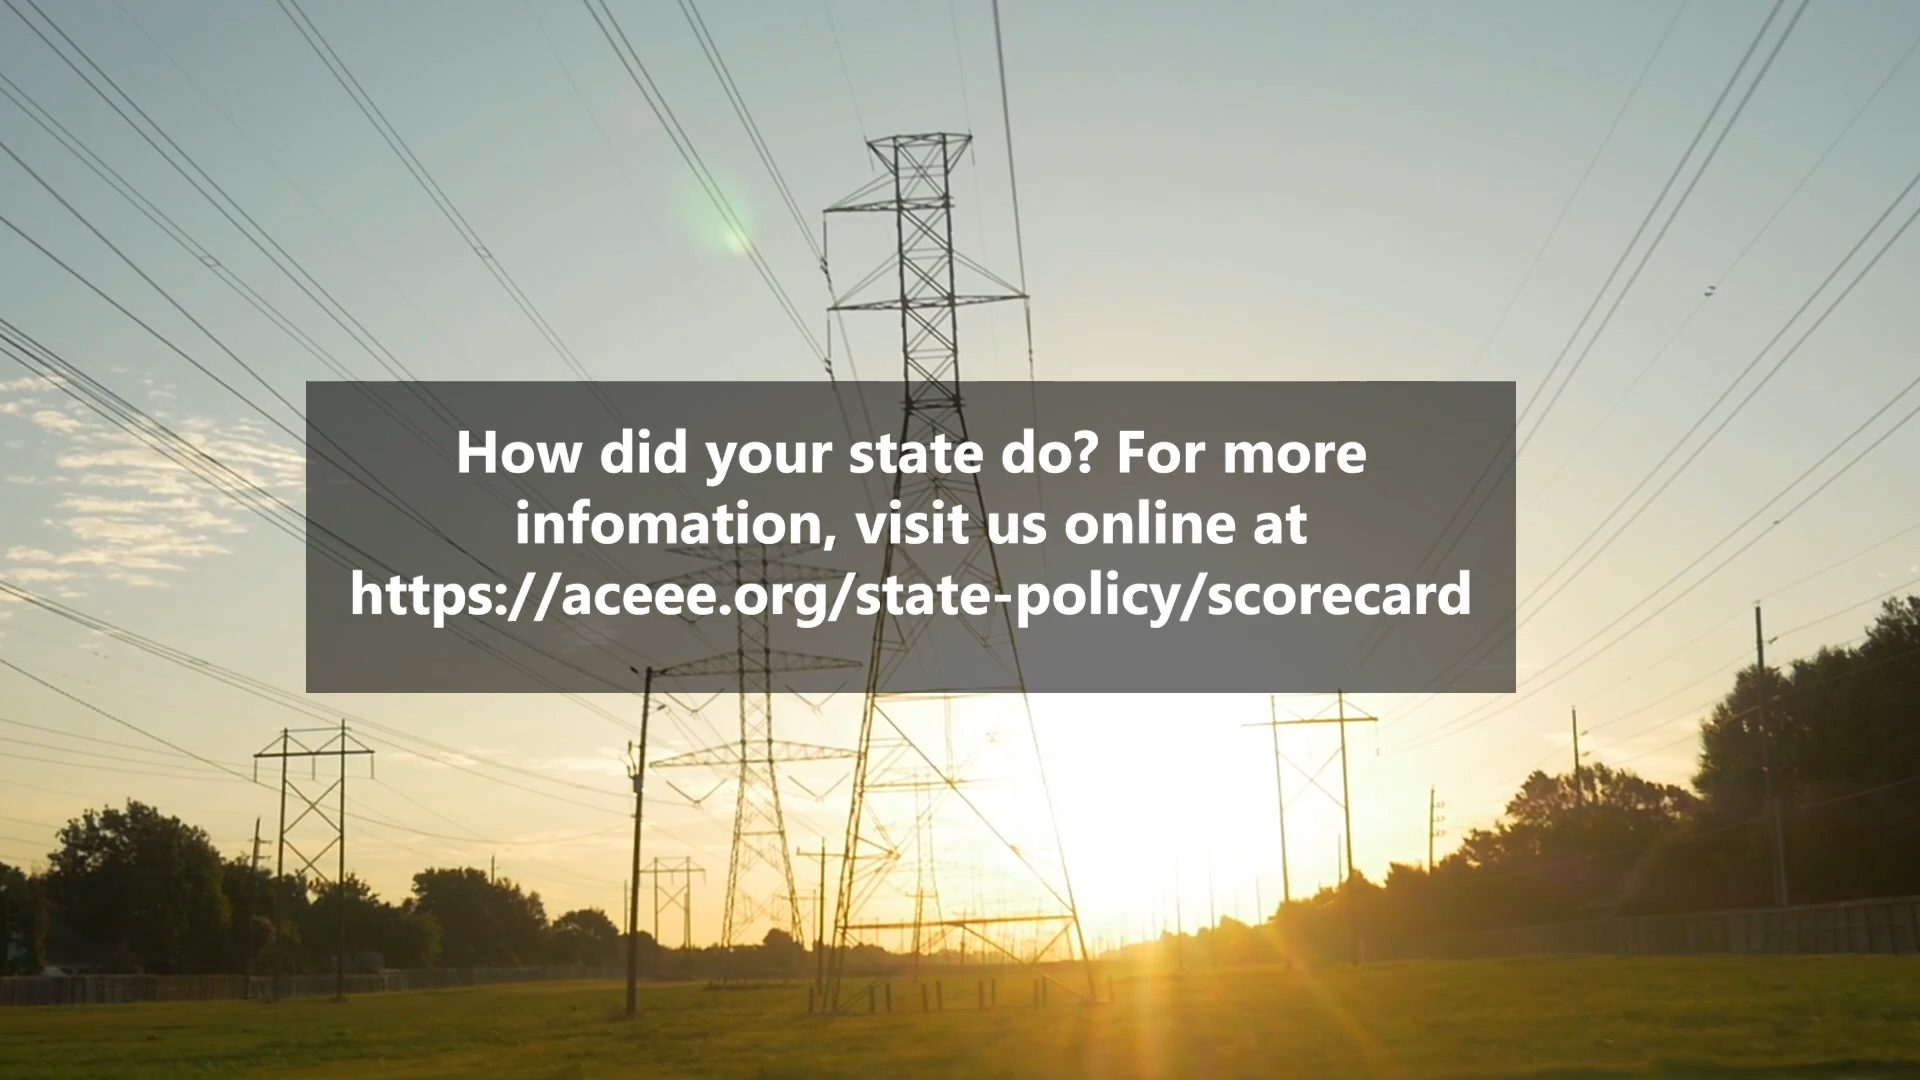 How did your state do? For more
infomation, visit us online at
https://aceee.org/state-policy/scorecard